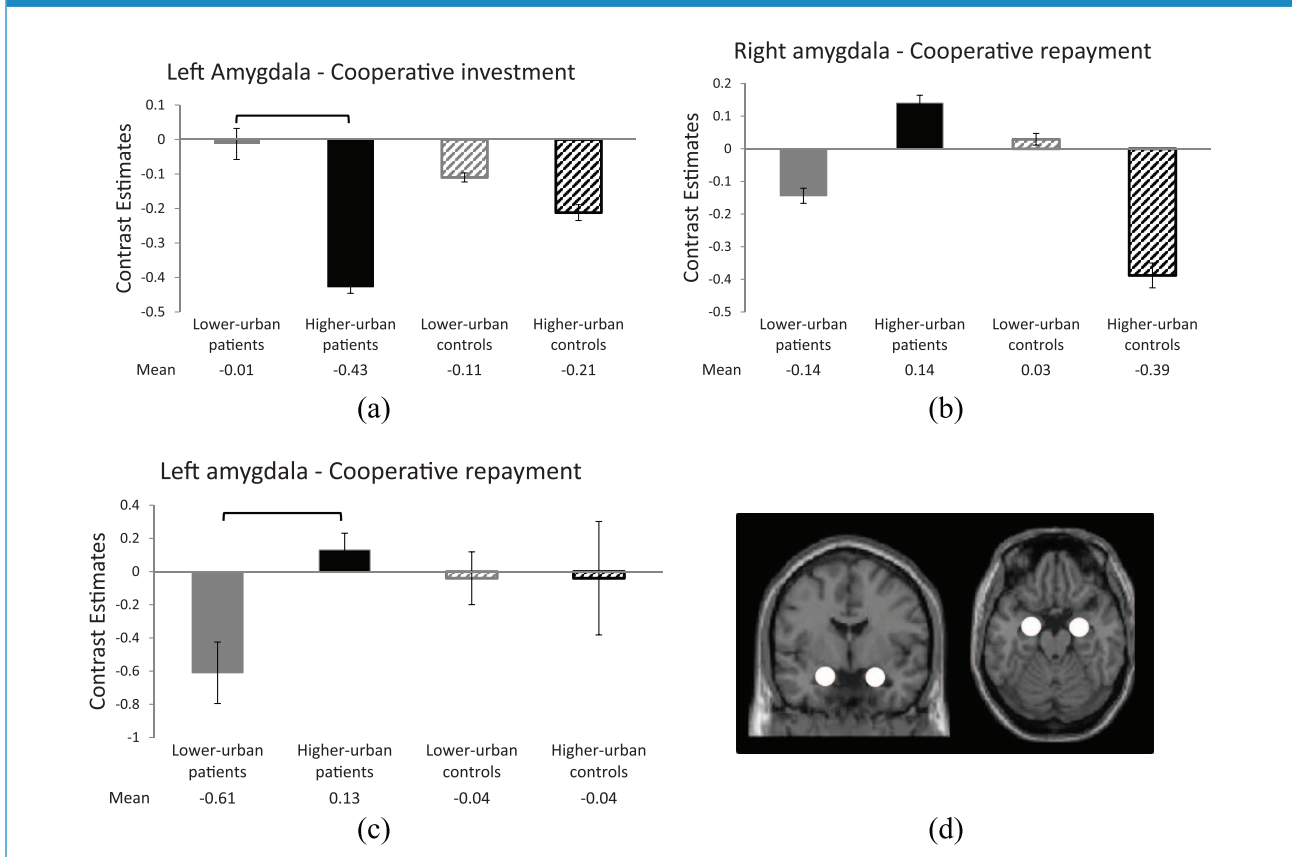 Left Amygdala - Cooperative investment
Contrast Estimates
0.1
0
-0.1
-0.2
-0.3
-0.4
-0.5
Lower-urban patients
Higher-urban patients
Lower-urban controls
Higher-urban controls
Mean -0.01 -0.43 -0.11 -0.21
(a)
Right amygdala - Cooperative repayment
Contrast Estimates
0.2
0.1
0
-0.1
-0.2
-0.3
-0.4
-0.5
Lower-urban patients
Higher-urban patients
Lower-urban controls
Higher-urban controls
Mean -0.14 0.14 0.03 -0.39
(b)
Left amygdala - Cooperative repayment
Contrast Estimates
0.4
0.2
0
-0.2
-0.4
-0.6
-0.8
-1
Lower-urban patients
Higher-urban patients
Lower-urban controls
Higher-urban controls
Mean -0.61 0.13 -0.04 -0.04
(c)
(d)